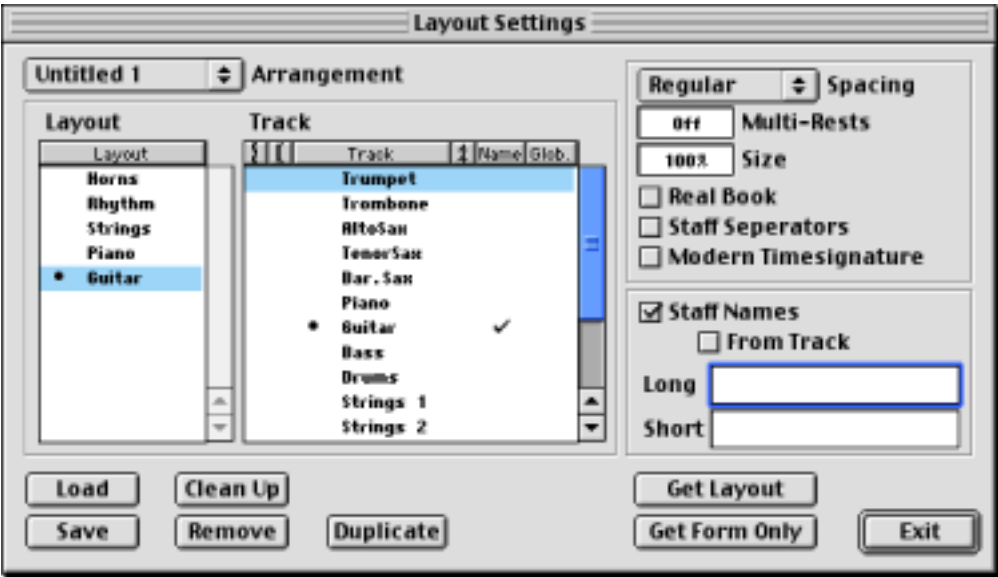 Layout Settings
Untitled 1 Arrangement
Layout Track
Layout
Horns
Rhythm
Strings
Piano
Guitar
Track Name Glob.
Trumpet
Trombone
AltoSax
TenorSax
Bar.Sax
Piano
Guitar
Bass
Drums
Strings 1
Strings 2
Regular Spacing
Off Multi-Rests
100% Size
Real Book
Staff Seperators
Modern Timesignature
Staff Names
From Track
Long
Short
Load Clean Up Get Layout
Save Remove Duplicate Get Form Only Exit